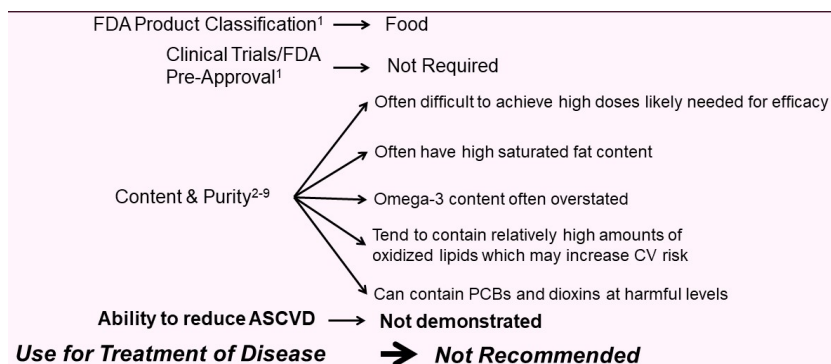 FDA Product Classification¹ → Food
Clinical Trials/FDA
Pre-Approval¹ → Not Required
Often difficult to achieve high doses likely needed for efficacy
Often have high saturated fat content
Content & Purity²⁻⁹
Omega-3 content often overstated
Tend to contain relatively high amounts of
oxidized lipids which may increase CV risk
Can contain PCBs and dioxins at harmful levels
Ability to reduce ASCVD → Not demonstrated
Use for Treatment of Disease → Not Recommended